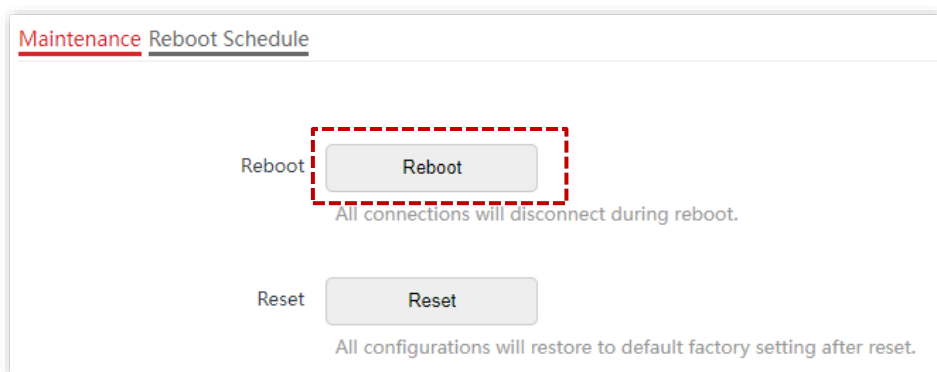 Maintenance Reboot Schedule
Reboot Reboot
All connections will disconnect during reboot.
Reset Reset
All configurations will restore to default factory setting after reset.